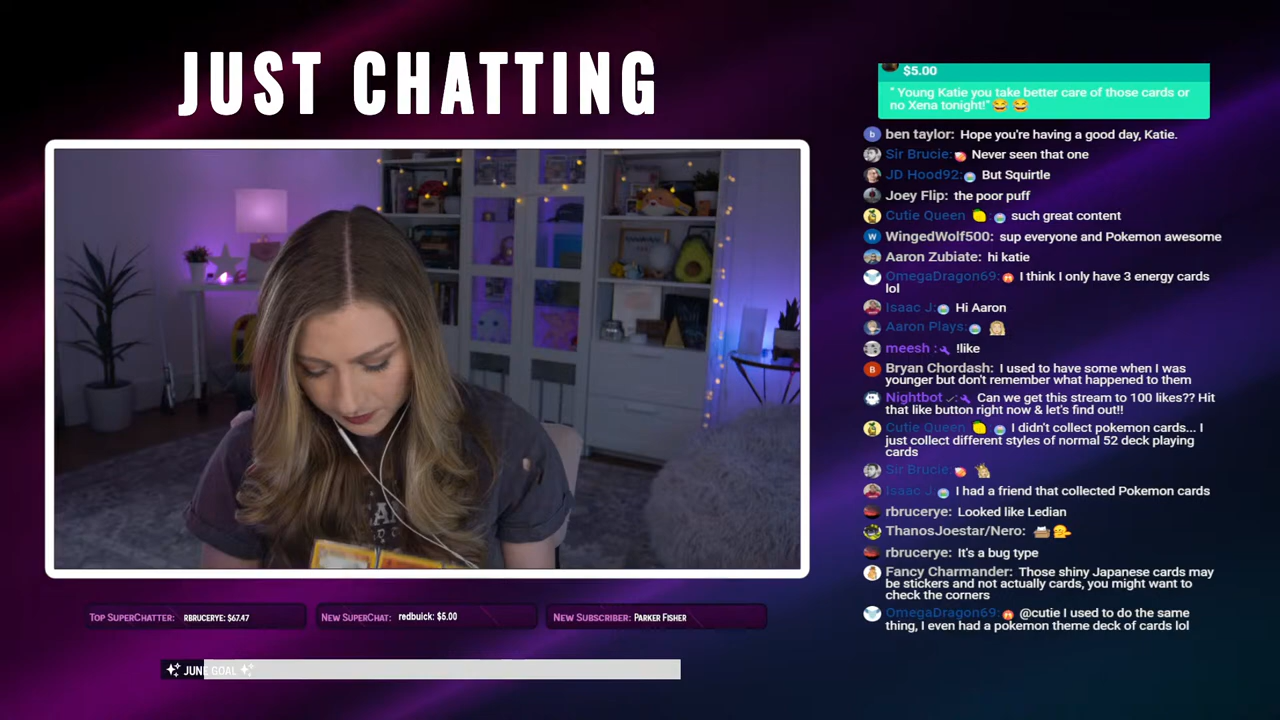 JUST CHATTING
$5.00
" Young Katie you take better care of those cards or
no Xena tonight!"😂 😂
ben taylor: Hope you're having a good day, Katie.
Sir Brucie: Never seen that one
JD Hood92: But Squirtle
Joey Flip: the poor puff
Cutie Queen 🍋: such great content
WingedWolf500: sup everyone and Pokemon awesome
Aaron Zubiate: hi katie
OmegaDragon69: I think I only have 3 energy cards
lol
Isaac J: Hi Aaron
Aaron Plays:
meesh : !like
Bryan Chordash: I used to have some when I was
younger but don't remember what happened to
them
Nightbot ✓: Can we get this stream to 100 likes?? Hit
that like button right now & let's find out!!
Cutie Queen 🍋: I didn't collect pokemon cards... I
just collect different styles of normal 52 deck playing
cards
Sir Brucie:
Isaac J: I had a friend that collected Pokemon cards
rbrucerye: Looked like Ledian
ThanosJoestar/Nero:
rbrucerye: It's a bug type
Fancy Charmander: Those shiny Japanese cards may
be stickers and not actually cards, you might want to
check the corners
OmegaDragon69: @cutie I used to do the same
thing, I even had a pokemon theme deck of cards lol
TOP SUPERCHATTER: RBRUCERYE: $67.47
NEW SUPERCHAT: redbuick: $5.00
NEW SUBSCRIBER: PARKER FISHER
JUNE GOAL